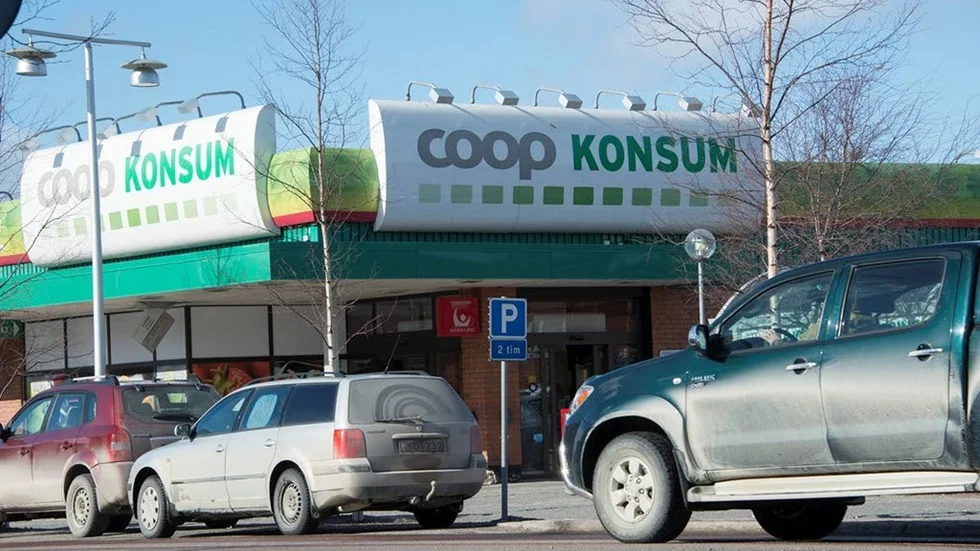 coop KONSUM
coop KONSUM
P
2 tim
HILUX